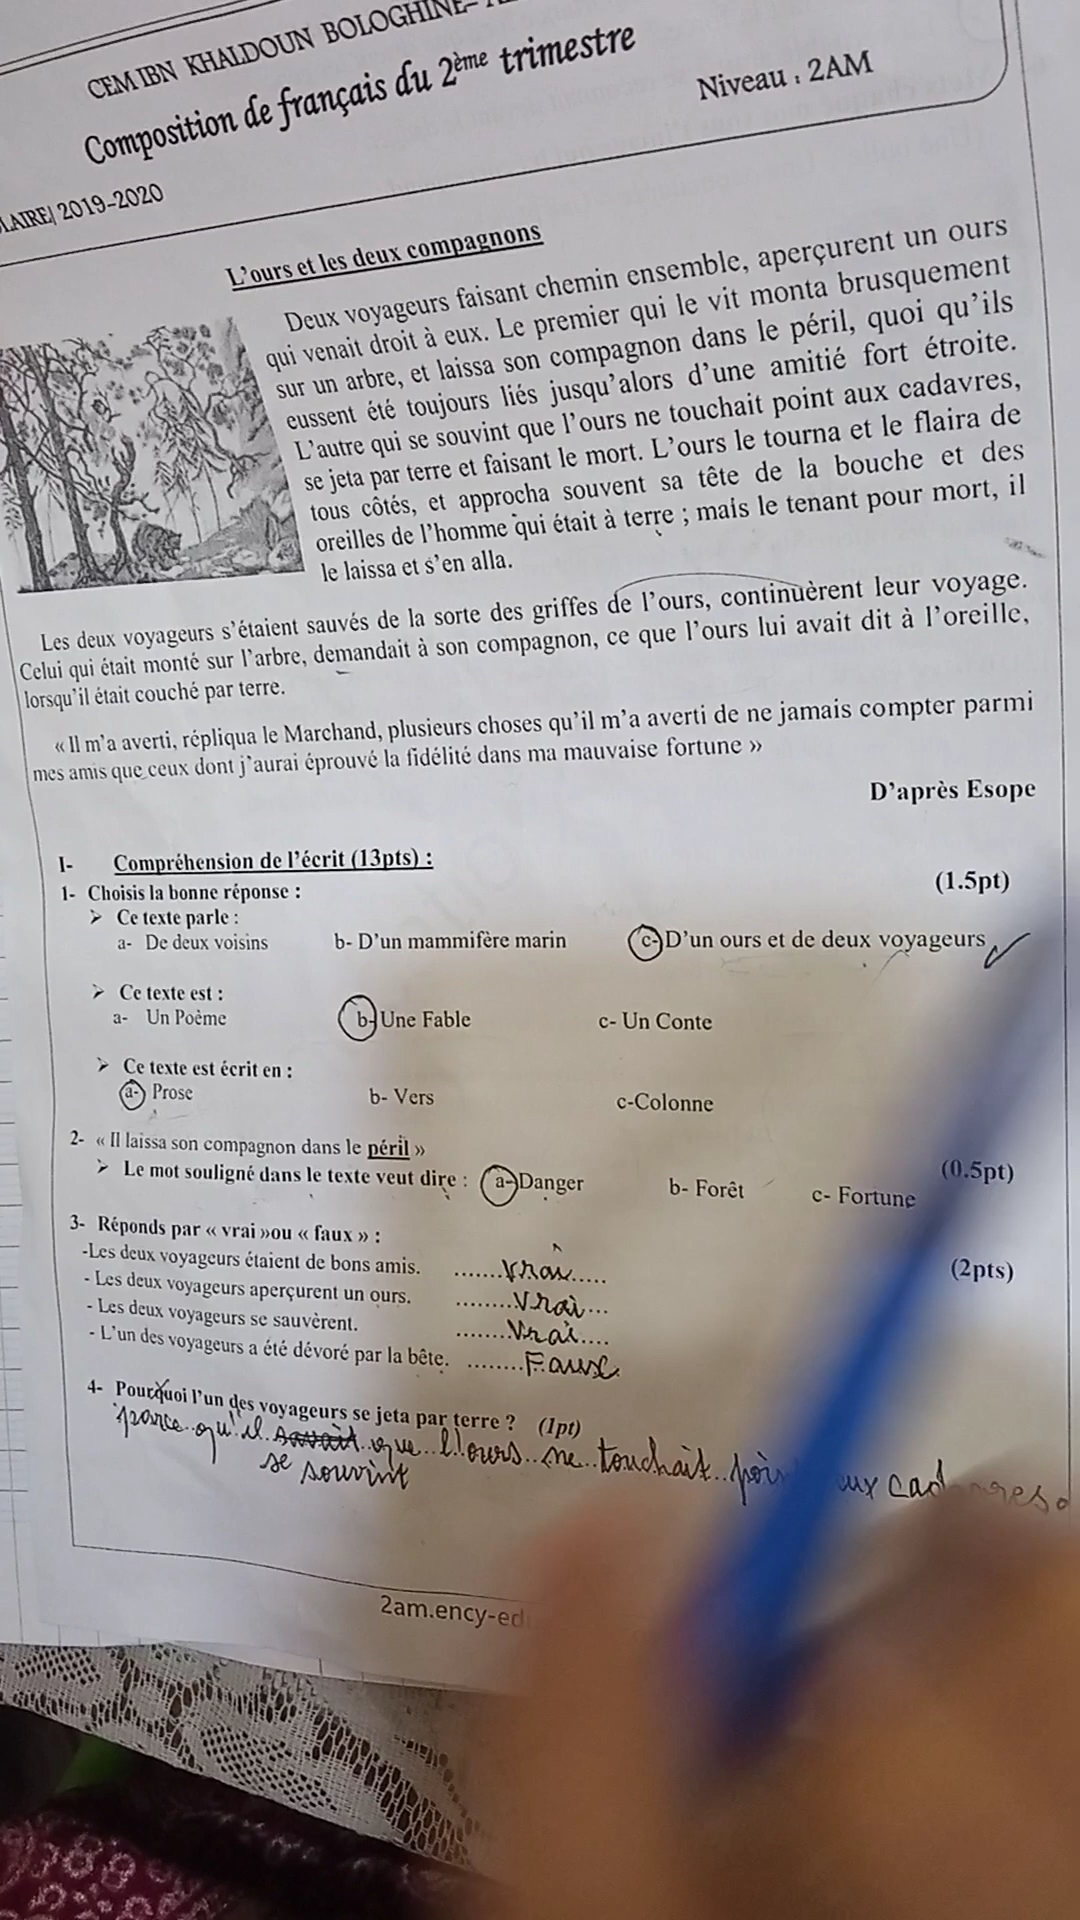 CEM IBN KHALDOUN BOLOGHINE-
Composition de français du 2ème trimestre
Niveau : 2AM
LAIRE| 2019-2020
L'ours et les deux compagnons
Deux voyageurs faisant chemin ensemble, aperçurent un ours
qui venait droit à eux. Le premier qui le vit monta brusquement
sur un arbre, et laissa son compagnon dans le péril, quoi qu'ils
eussent été toujours liés jusqu'alors d'une amitié fort étroite.
L'autre qui se souvint que l'ours ne touchait point aux cadavres,
se jeta par terre et faisant le mort. L'ours le tourna et le flaira de
tous côtés, et approcha souvent sa tête de la bouche et des
oreilles de l'homme qui était à terre ; mais le tenant pour mort, il
le laissa et s'en alla.
Les deux voyageurs s'étaient sauvés de la sorte des griffes de l'ours, continuèrent leur voyage.
Celui qui était monté sur l'arbre, demandait à son compagnon, ce que l'ours lui avait dit à l'oreille,
lorsqu'il était couché par terre.
« Il m'a averti, répliqua le Marchand, plusieurs choses qu'il m'a averti de ne jamais compter parmi
mes amis que ceux dont j'aurai éprouvé la fidélité dans ma mauvaise fortune »
D'après Esope
I- Compréhension de l'écrit (13pts) :
1- Choisis la bonne réponse : (1.5pt)
➢ Ce texte parle :
a- De deux voisins b- D'un mammifère marin c- D'un ours et de deux voyageurs
➢ Ce texte est :
a- Un Poème b- Une Fable c- Un Conte
➢ Ce texte est écrit en :
a- Prose b- Vers c-Colonne
2- « Il laissa son compagnon dans le péril »
➢ Le mot souligné dans le texte veut dire : a- Danger b- Forêt c- Fortune (0.5pt)
3- Réponds par « vrai »ou « faux » : (2pts)
-Les deux voyageurs étaient de bons amis. .......Vrai.....
- Les deux voyageurs aperçurent un ours. ........Vrai...
- Les deux voyageurs se sauvèrent. .......Vrai....
- L'un des voyageurs a été dévoré par la bête. .......Faux
4- Pourquoi l'un des voyageurs se jeta par terre ? (1pt)
parce qu'il que l'ours ne touchait aux
se souvint
2am.ency-ed